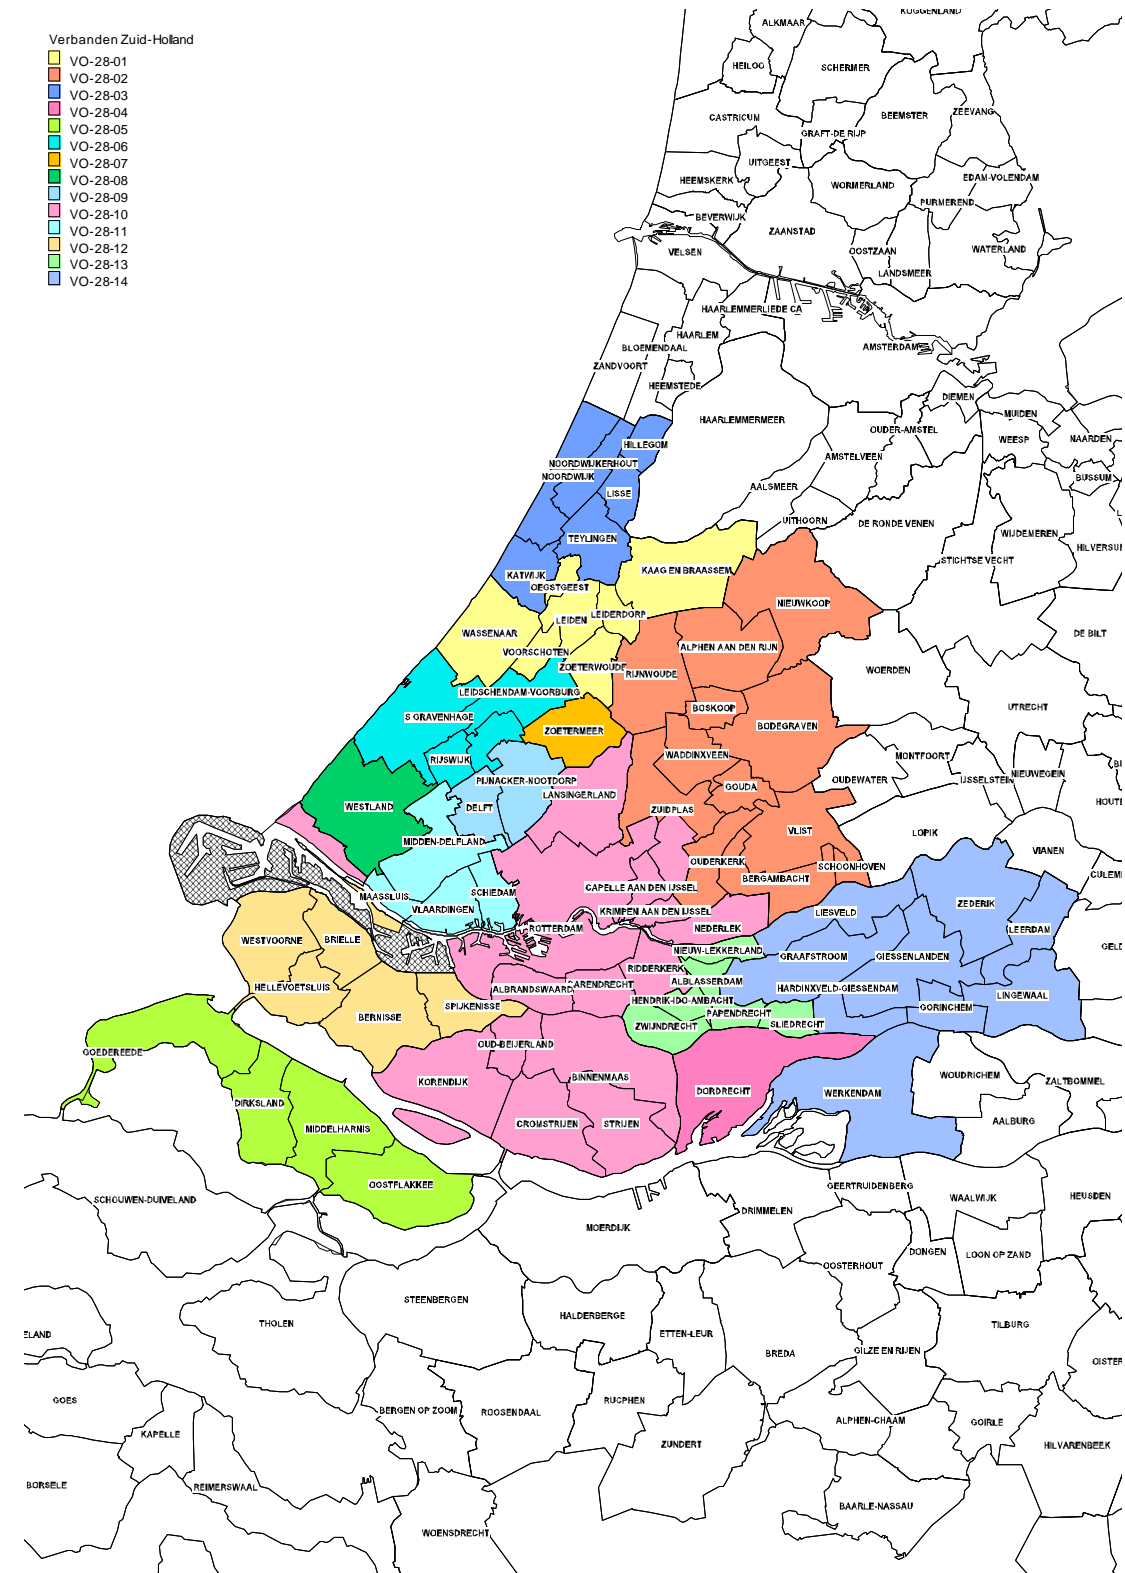 Verbanden Zuid-Holland
VO-28-01
VO-28-02
VO-28-03
VO-28-04
VO-28-05
VO-28-06
VO-28-07
VO-28-08
VO-28-09
VO-28-10
VO-28-11
VO-28-12
VO-28-13
VO-28-14
KOGGENLAND
ALKMAAR
HEILOO
SCHERMER
CASTRICUM
BEEMSTER
ZEEVANG
GRAFT-DE RIJP
UITGEEST
HEEMSKERK
WORMERLAND
EDAM-VOLENDAM
PURMEREND
BEVERWIJK
ZAANSTAD
OOSTZAAN
WATERLAND
VELSEN
LANDSMEER
HAARLEMMERLIEDE CA
HAARLEM
BLOEMENDAAL
AMSTERDAM
ZANDVOORT
HEEMSTEDE
DIEMEN
MUIDEN
HAARLEMMERMEER
OUDER-AMSTEL
WEESP
NAARDEN
HILLEGOM
AMSTELVEEN
NOORDWIJKERHOUT
NOORDWIJK
BUSSUM
LISSE
AALSMEER
UITHOORN
DE RONDE VENEN
WIJDEMEREN
TEYLINGEN
HILVERSUM
STICHTSE VECHT
KAAG EN BRAASSEM
KATWIJK
OEGSTGEEST
NIEUWKOOP
LEIDERDORP
LEIDEN
WASSENAAR
DE BILT
VOORSCHOTEN
ALPHEN AAN DEN RIJN
ZOETERWOUDE
RIJNWOUDE
WOERDEN
LEIDSCHENDAM-VOORBURG
BOSKOOP
UTRECHT
S GRAVENHAGE
BODEGRAVEN
ZOETERMEER
WADDINXVEEN
MONTFOORT
RIJSWIJK
PIJNACKER-NOOTDORP
OUDEWATER
IJSSELSTEIN
NIEUWEGEIN
GOUDA
LANSINGERLAND
HOUTE
WESTLAND
DELFT
ZUIDPLAS
VLIST
LOPIK
MIDDEN-DELFLAND
VIANEN
OUDERKERK
SCHOONHOVEN
CULEME
BERGAMBACHT
CAPELLE AAN DEN IJSSEL
SCHIEDAM
MAASSLUIS
VLAARDINGEN
KRIMPEN AAN DEN IJSSEL
LIESVELD
ZEDERIK
ROTTERDAM
NEDERLEK
LEERDAM
WESTVOORNE
BRIELLE
NIEUW-LEKKERLAND
GRAAFSTROOM
GIESSENLANDEN
GELD
RIDDERKERK
ALBLASSERDAM
HELLEVOETSLUIS
ALBRANDSWAARD
BARENDRECHT
HARDINXVELD-GIESSENDAM
LINGEWAAL
HENDRIK-IDO-AMBACHT
SPIJKENISSE
GORINCHEM
BERNISSE
PAPENDRECHT
ZWIJNDRECHT
SLIEDRECHT
OUD-BEIJERLAND
GOEDEREEDE
KORENDIJK
BINNENMAAS
WOUDRICHEM
ZALTBOMMEL
DORDRECHT
WERKENDAM
DIRKSLAND
CROMSTRIJEN
STRIJEN
AALBURG
MIDDELHARNIS
OOSTFLAKKEE
GEERTRUIDENBERG
SCHOUWEN-DUIVELAND
WAALWIJK
HEUSDEN
DRIMMELEN
MOERDIJK
DONGEN
LOON OP ZAND
OOSTERHOUT
STEENBERGEN
HALDERBERGE
THOLEN
TILBURG
ELAND
ETTEN-LEUR
BREDA
GILZE EN RIJEN
OISTER
GOES
RUCPHEN
BERGEN OP ZOOM
ROOSENDAAL
ALPHEN-CHAAM
GOIRLE
KAPELLE
ZUNDERT
HILVARENBEEK
BORSELE
REIMERSWAAL
BAARLE-NASSAU
WOENSDRECHT